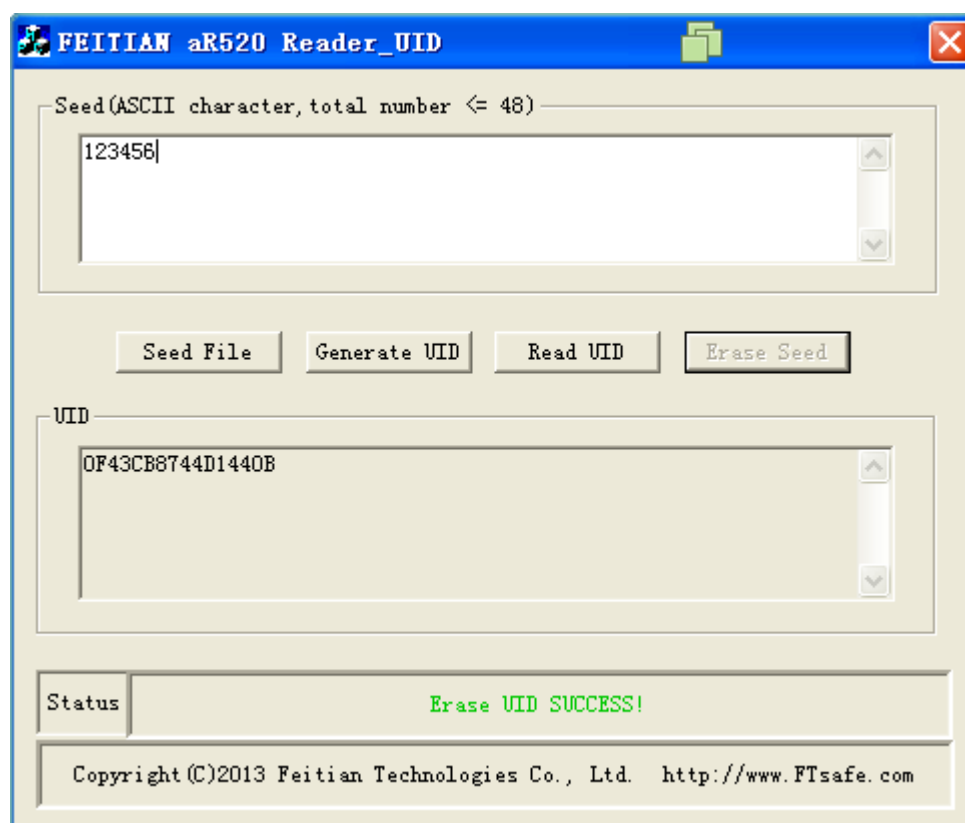 FEITIAN aR520 Reader_UID
Seed(ASCII character,total number <= 48)
123456
Seed File Generate UID Read UID Erase Seed
UID
0F43CB8744D1440B
Status Erase UID SUCCESS!
Copyright(C)2013 Feitian Technologies Co., Ltd. http://www.FTsafe.com